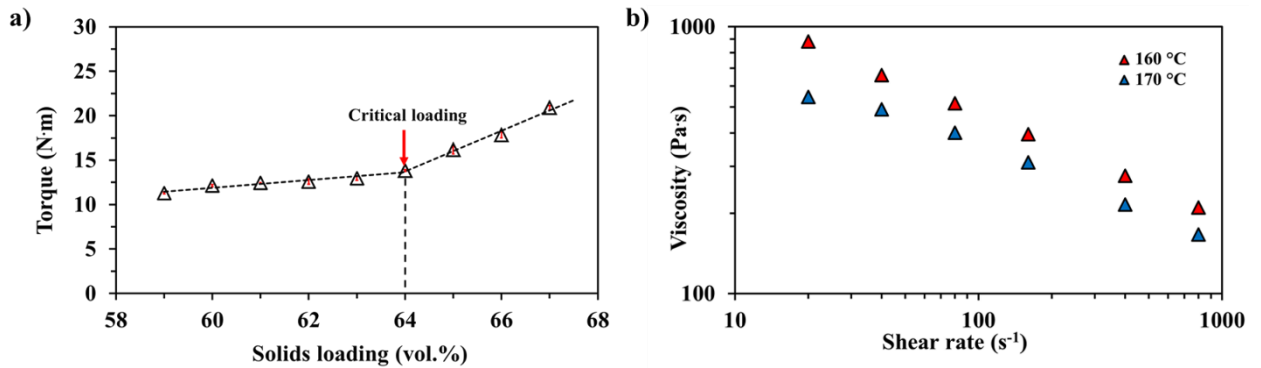 a)
30
25
20
15
10
5
0
Torque (N·m)
Critical loading
58 60 62 64 66 68
Solids loading (vol.%)
b)
1000
100
Viscosity (Pa·s)
160 °C
170 °C
10 100 1000
Shear rate (s⁻¹)